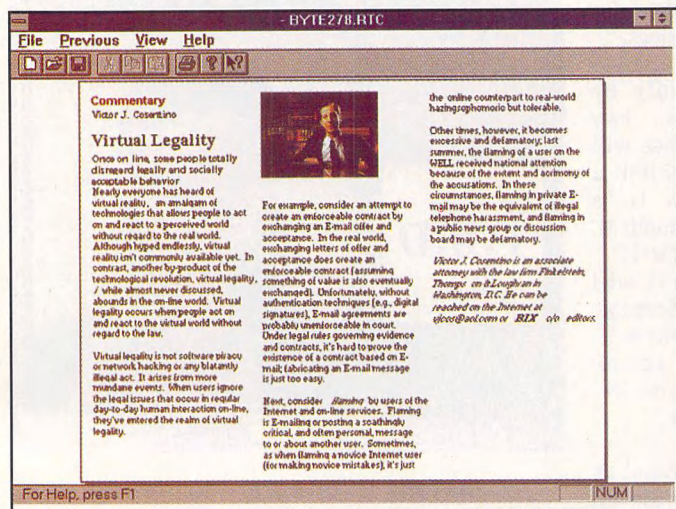 - BYTE278.RTC
File Previous View Help
Commentary
Victor J. Cosentino
Virtual Legality
Once on line, some people totally
disregard legally and socially
acceptable behavior
Nearly everyone has heard of
virtual reality, an amalgam of
technologies that allows people to act
on and react to a perceived world
without regard to the real world.
Although hyped endlessly, virtual
reality isn't commonly available yet. In
contrast, another by-product of the
technological revolution, virtual legality,
/ while almost never discussed,
abounds in the on-line world. Virtual
legality occurs when people act on
and react to the virtual world without
regard to the law.
Virtual legality is not software piracy
or network hacking or any blatantly
illegal act. It arises from more
mundane events. When users ignore
the legal issues that occur in regular
day-to-day human interaction on-line,
they've entered the realm of virtual
legality.
For example, consider an attempt to
create an enforceable contract by
exchanging an E-mail offer and
acceptance. In the real world,
exchanging letters of offer and
acceptance does create an
enforceable contract (assuming
something of value is also eventually
exchanged). Unfortunately, without
authentication techniques (e.g., digital
signatures), E-mail agreements are
probably unenforceable in court.
Under legal rules governing evidence
and contracts, it's hard to prove the
existence of a contract based on E-
mail; fabricating an E-mail message
is just too easy.
Next, consider flaming by users of the
Internet and on-line services. Flaming
is E-mailing or posting a scathingly
critical, and often personal, message
to or about another user. Sometimes,
as when flaming a novice Internet user
(for making novice mistakes), it's just
the online counterpart to real-world
hazingsophomoric but tolerable.
Other times, however, it becomes
excessive and defamatory; last
summer, the flaming of a user on the
WELL received national attention
because of the extent and acrimony of
the accusations. In these
circumstances, flaming in private E-
mail may be the equivalent of illegal
telephone harassment, and flaming in
a public news group or discussion
board may be defamatory.
Victor J. Cosentino is an associate
attorney with the law firm Finkelstein,
Thompson & Loughran in
Washington, D.C. He can be
reached on the Internet at
vjcos@aol.com or BIX c/o editors.
For Help, press F1
NUM